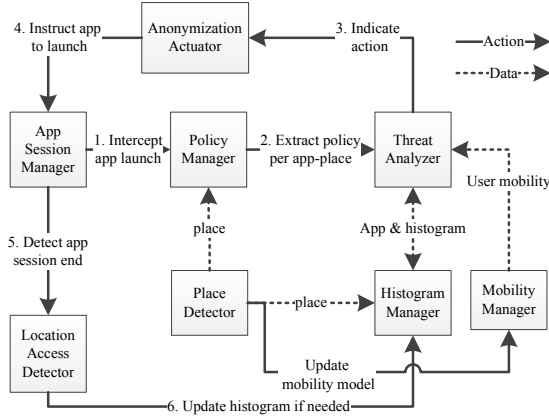 4. Instruct app
to launch
Anonymization
Actuator
3. Indicate
action
Action
Data
App
Session
Manager
1. Intercept
app launch
Policy
Manager
2. Extract policy
per app-place
Threat
Analyzer
User mobility
place
App & histogram
5. Detect app
session end
Place
Detector
place
Histogram
Manager
Mobility
Manager
Location
Access
Detector
Update
mobility model
6. Update histogram if needed